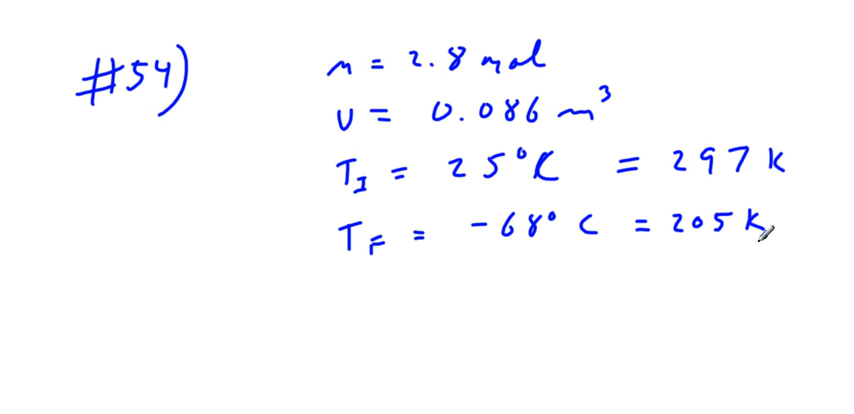 #54)
n = 2.8 mol
V = 0.086 m³
T_I = 25°C = 297 K
T_F = -68° C = 205 K